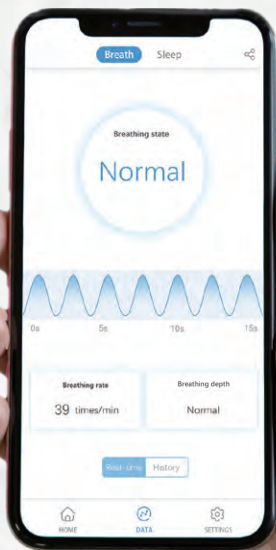 Breath Sleep
Breathing state
Normal
0s 5s 10s 15s
Breathing rate Breathing depth
39 times/min Normal
Real-time History
HOME DATA SETTINGS